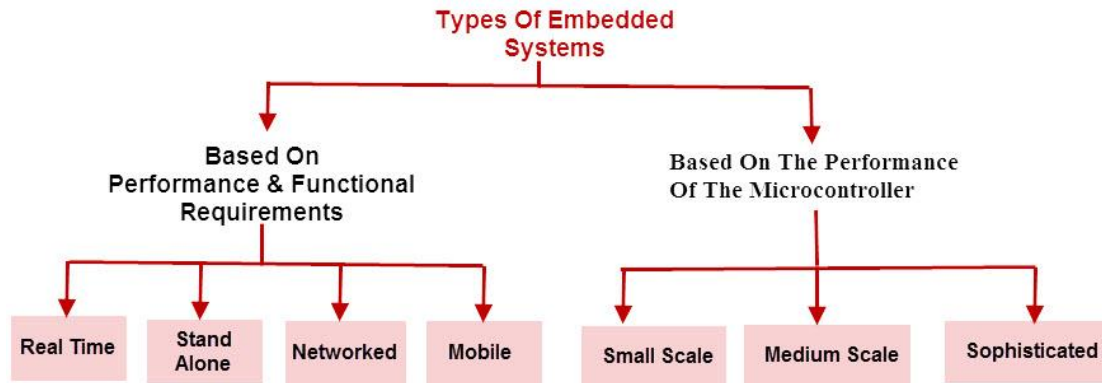 Types Of Embedded
Systems
Based On
Performance & Functional
Requirements
Based On The Performance
Of The Microcontroller
Real Time
Stand
Alone
Networked
Mobile
Small Scale
Medium Scale
Sophisticated